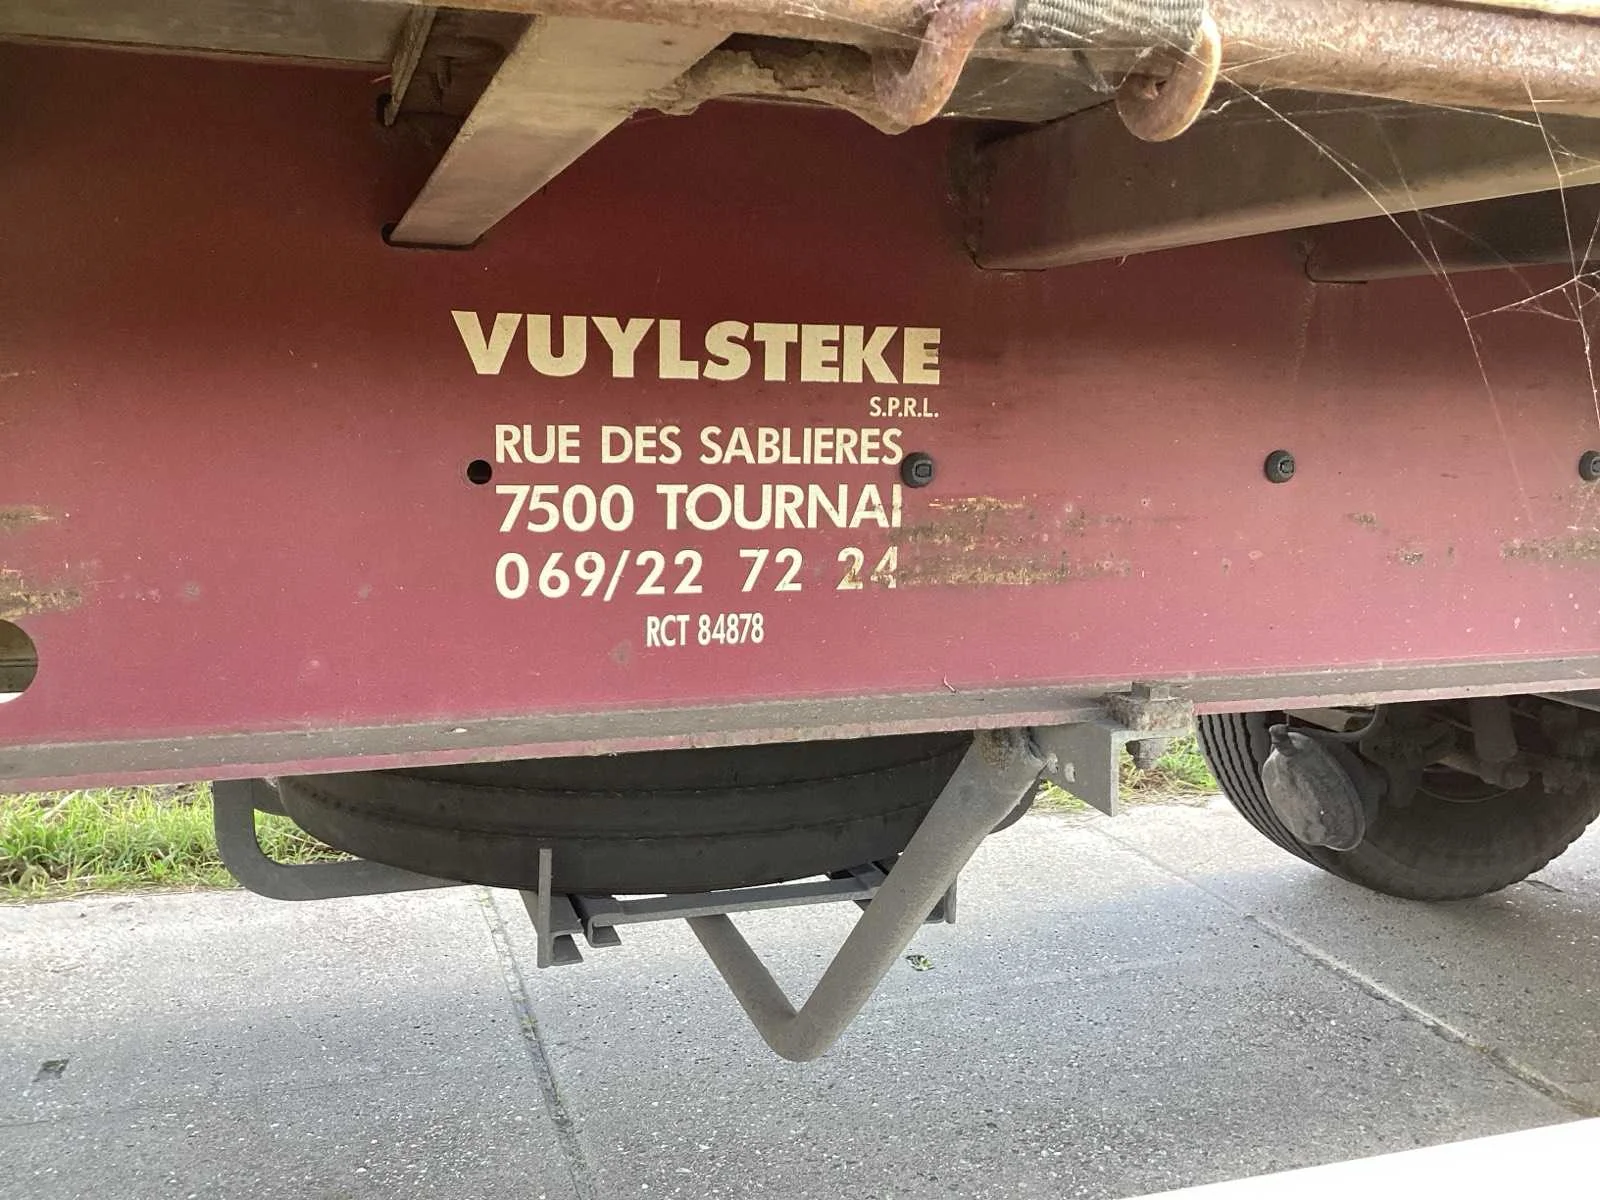 VUYLSTEKE
S.P.R.L.
RUE DES SABLIERES
7500 TOURNAI
069/22 72 24
RCT 84878